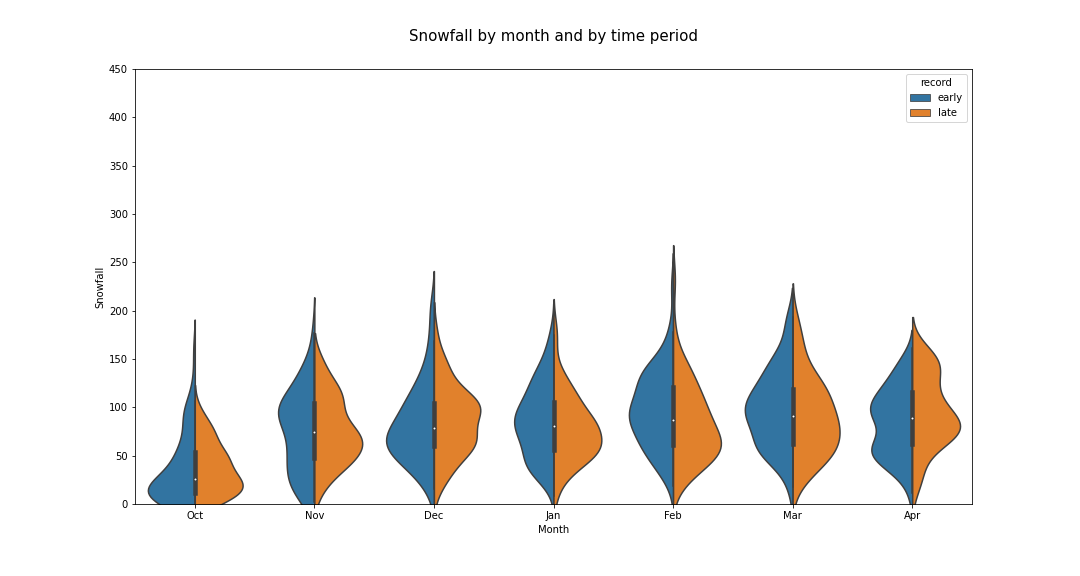 Snowfall by month and by time period
450
400
350
300
250
200
150
100
50
0
Snowfall
record
early
late
Oct Nov Dec Jan Feb Mar Apr
Month